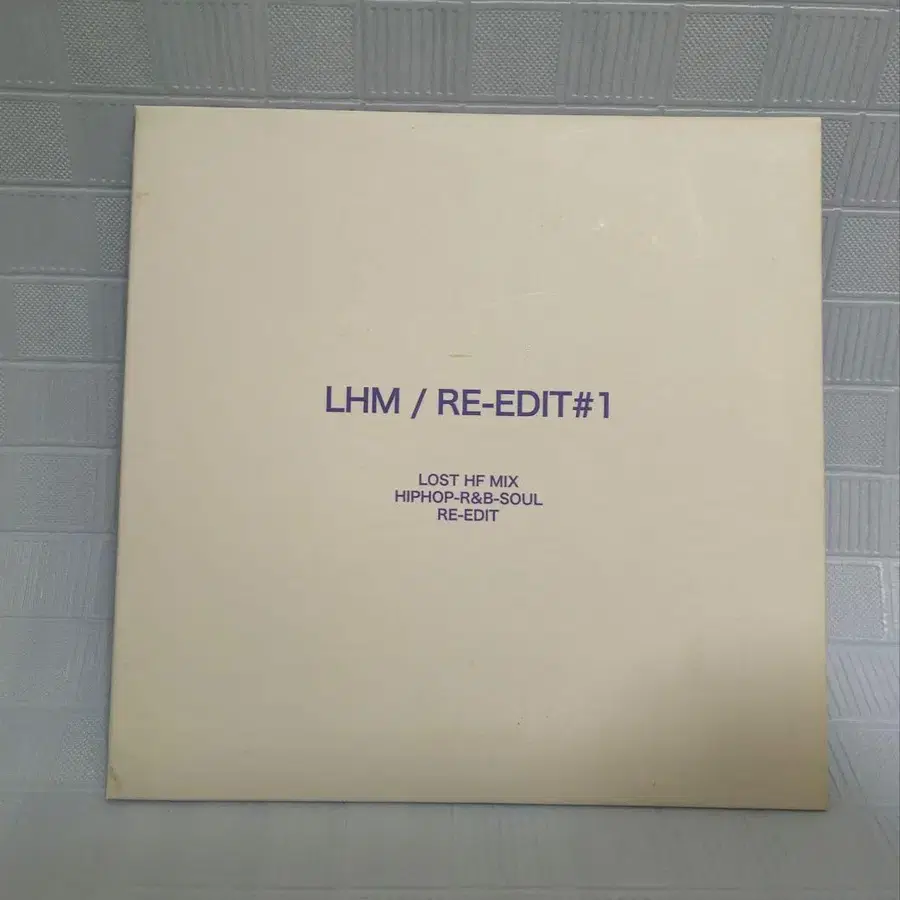 LHM / RE-EDIT#1
LOST HF MIX
HIPHOP-R&B-SOUL
RE-EDIT